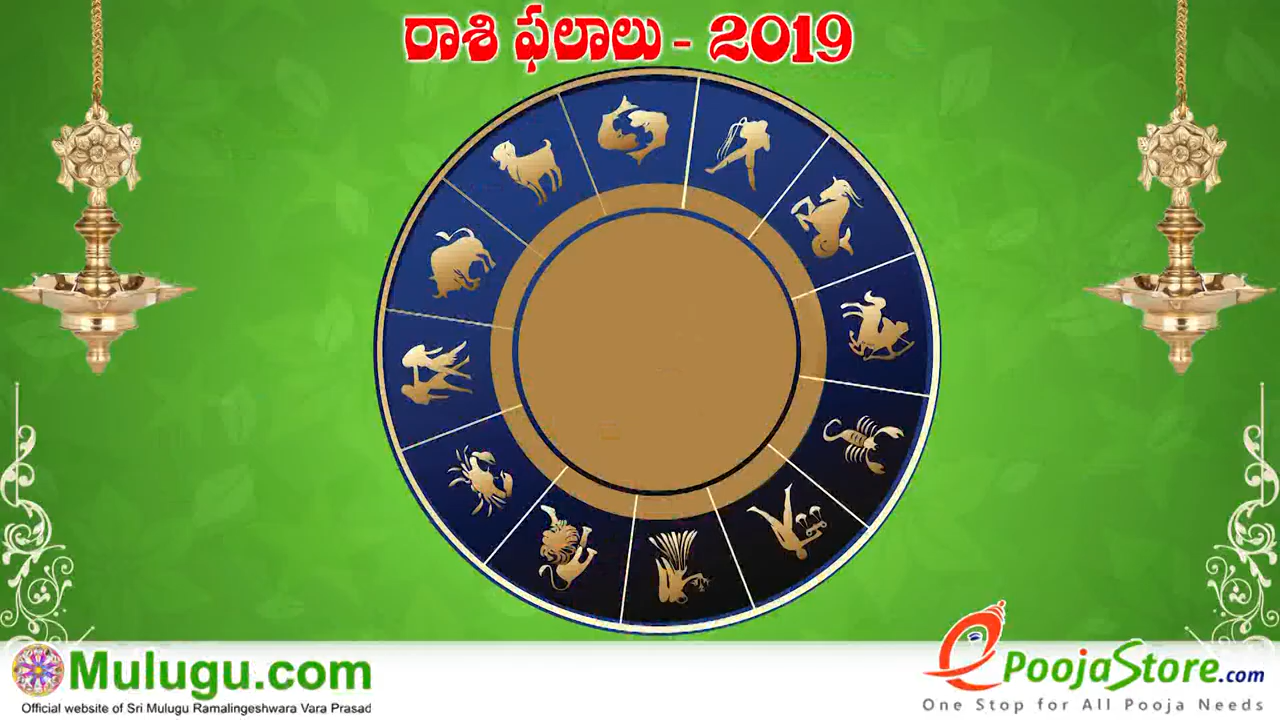 రాశి ఫలాలు - 2019
Mulugu.com
Official website of Sri Mulugu Ramalingeshwara Vara Prasad
ePoojaStore.com
One Stop for All Pooja Needs